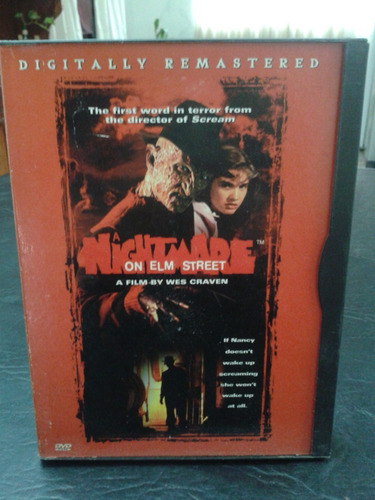 DIGITALLY REMASTERED
The first word in terror from
the director of Scream
A
NIGHTMARE™
ON ELM STREET
A FILM BY WES CRAVEN
If Nancy
doesn't
wake up
screaming
she won't
wake up
at all.
DVD